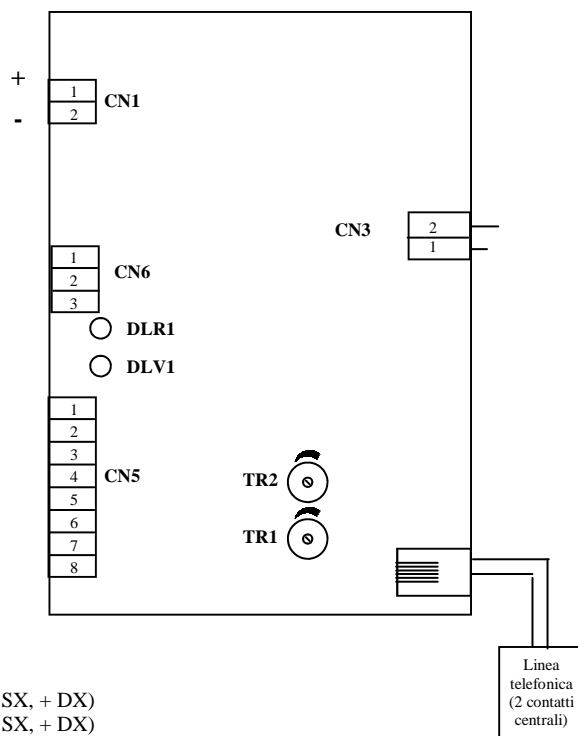 +
1
CN1
-
2
CN3
2
1
1
CN6
2
3
DLR1
DLV1
1
2
3
CN5
4
5
6
7
8
TR2
TR1
Linea
telefonica
(2 contatti
centrali)
SX, + DX)
SX, + DX)